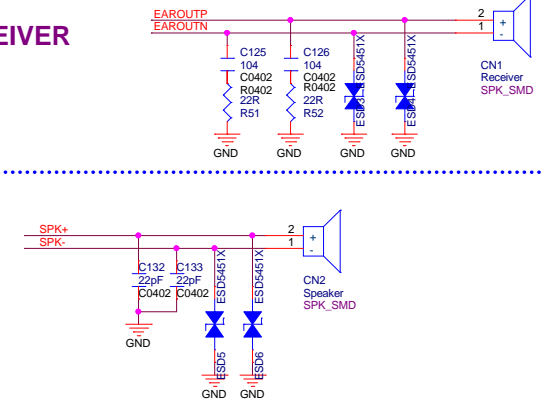 EIVER
EAROUTP
EAROUTN
2
1
+
-
CN1
Receiver
SPK_SMD
C125
104
C0402
R0402
22R
R51
C126
104
C0402
R0402
22R
R52
ESD3
ESD5451X
ESD4
ESD5451X
GND
GND
GND
GND
SPK+
SPK-
2
1
+
-
CN2
Speaker
SPK_SMD
C132
22pF
C0402
C133
22pF
C0402
ESD5451X
ESD5
ESD5451X
ESD6
GND
GND
GND